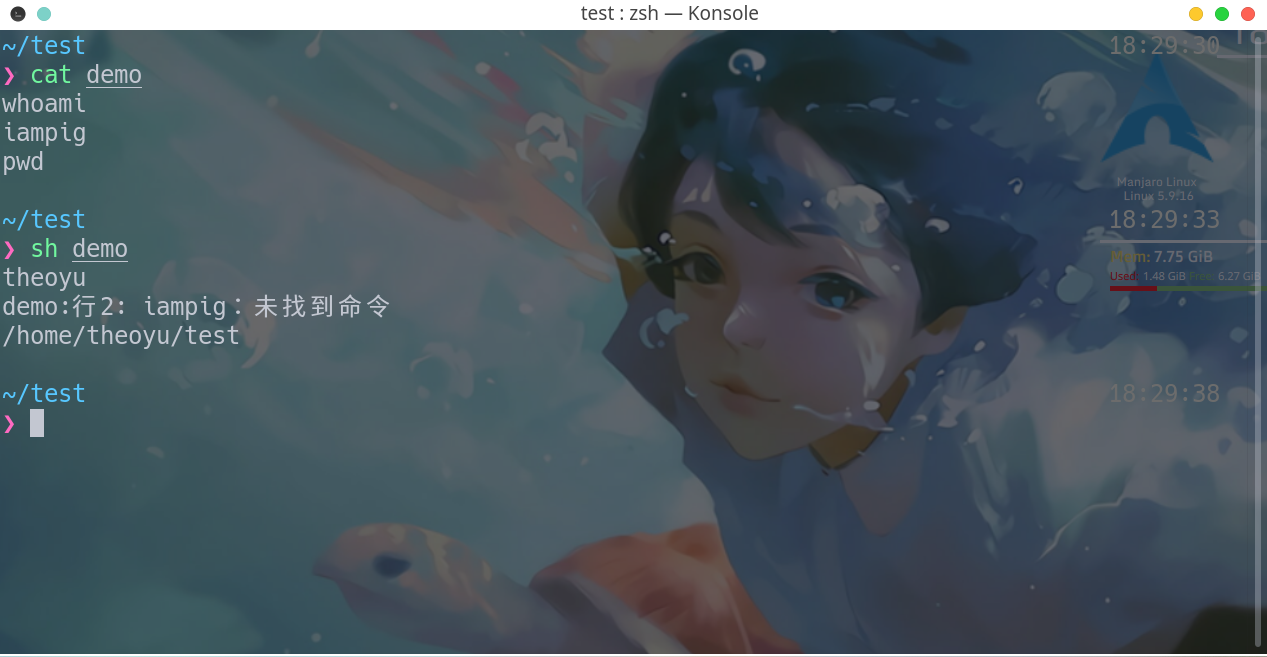 test : zsh — Konsole
~/test 18:29:30
❯ cat demo
whoami
iampig
pwd
Manjaro Linux
Linux 5.9.16
~/test 18:29:33
❯ sh demo
Mem: 7.75 GiB
theoyu
Used: 1.48 GiB Free: 6.27 GiB
demo:行2: iampig：未找到命令
/home/theoyu/test
~/test 18:29:38
❯